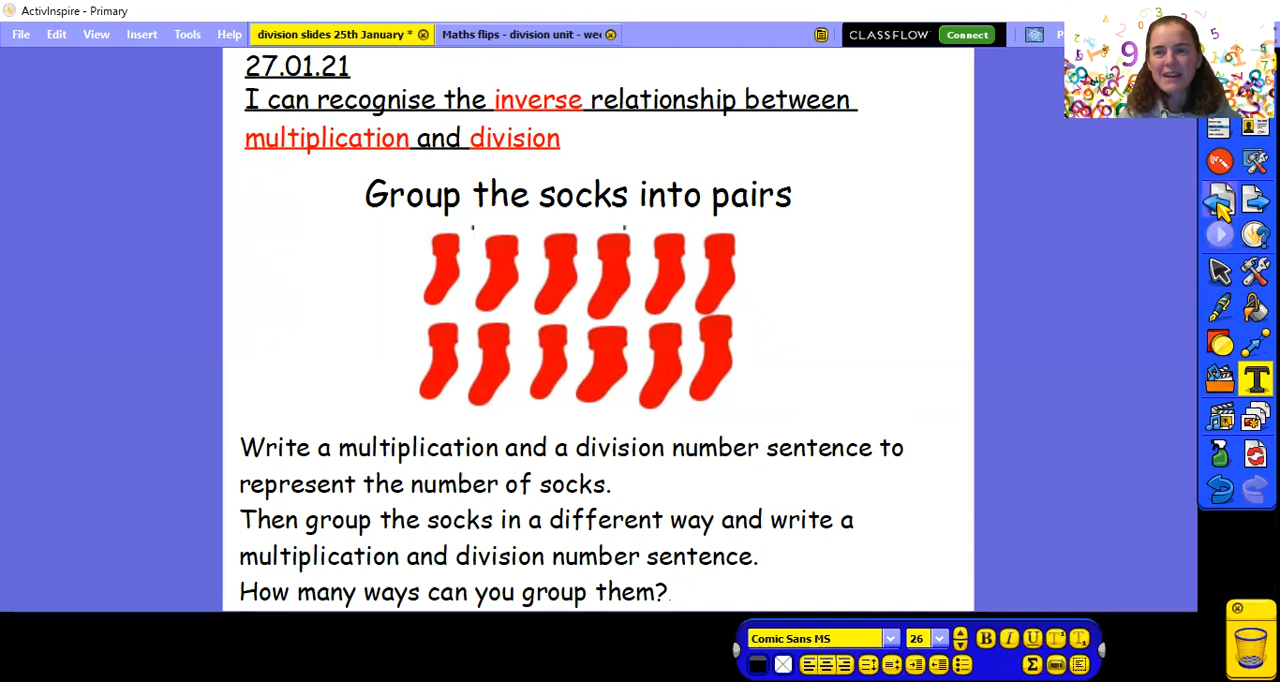 ActivInspire - Primary
File Edit View Insert Tools Help division slides 25th January * Maths flips - division unit - wee CLASSFLOW Connect
27.01.21
I can recognise the inverse relationship between
multiplication and division
Group the socks into pairs
Write a multiplication and a division number sentence to
represent the number of socks.
Then group the socks in a different way and write a
multiplication and division number sentence.
How many ways can you group them?
Comic Sans MS 26 B I U